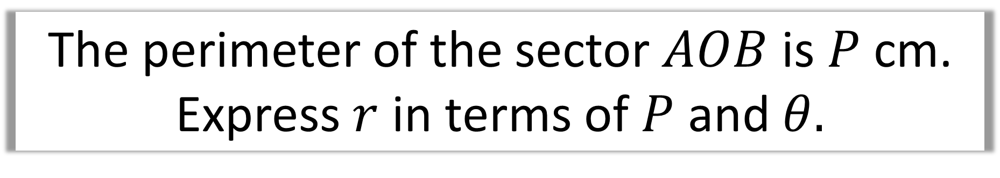 The perimeter of the sector AOB is P cm.
Express r in terms of P and θ.